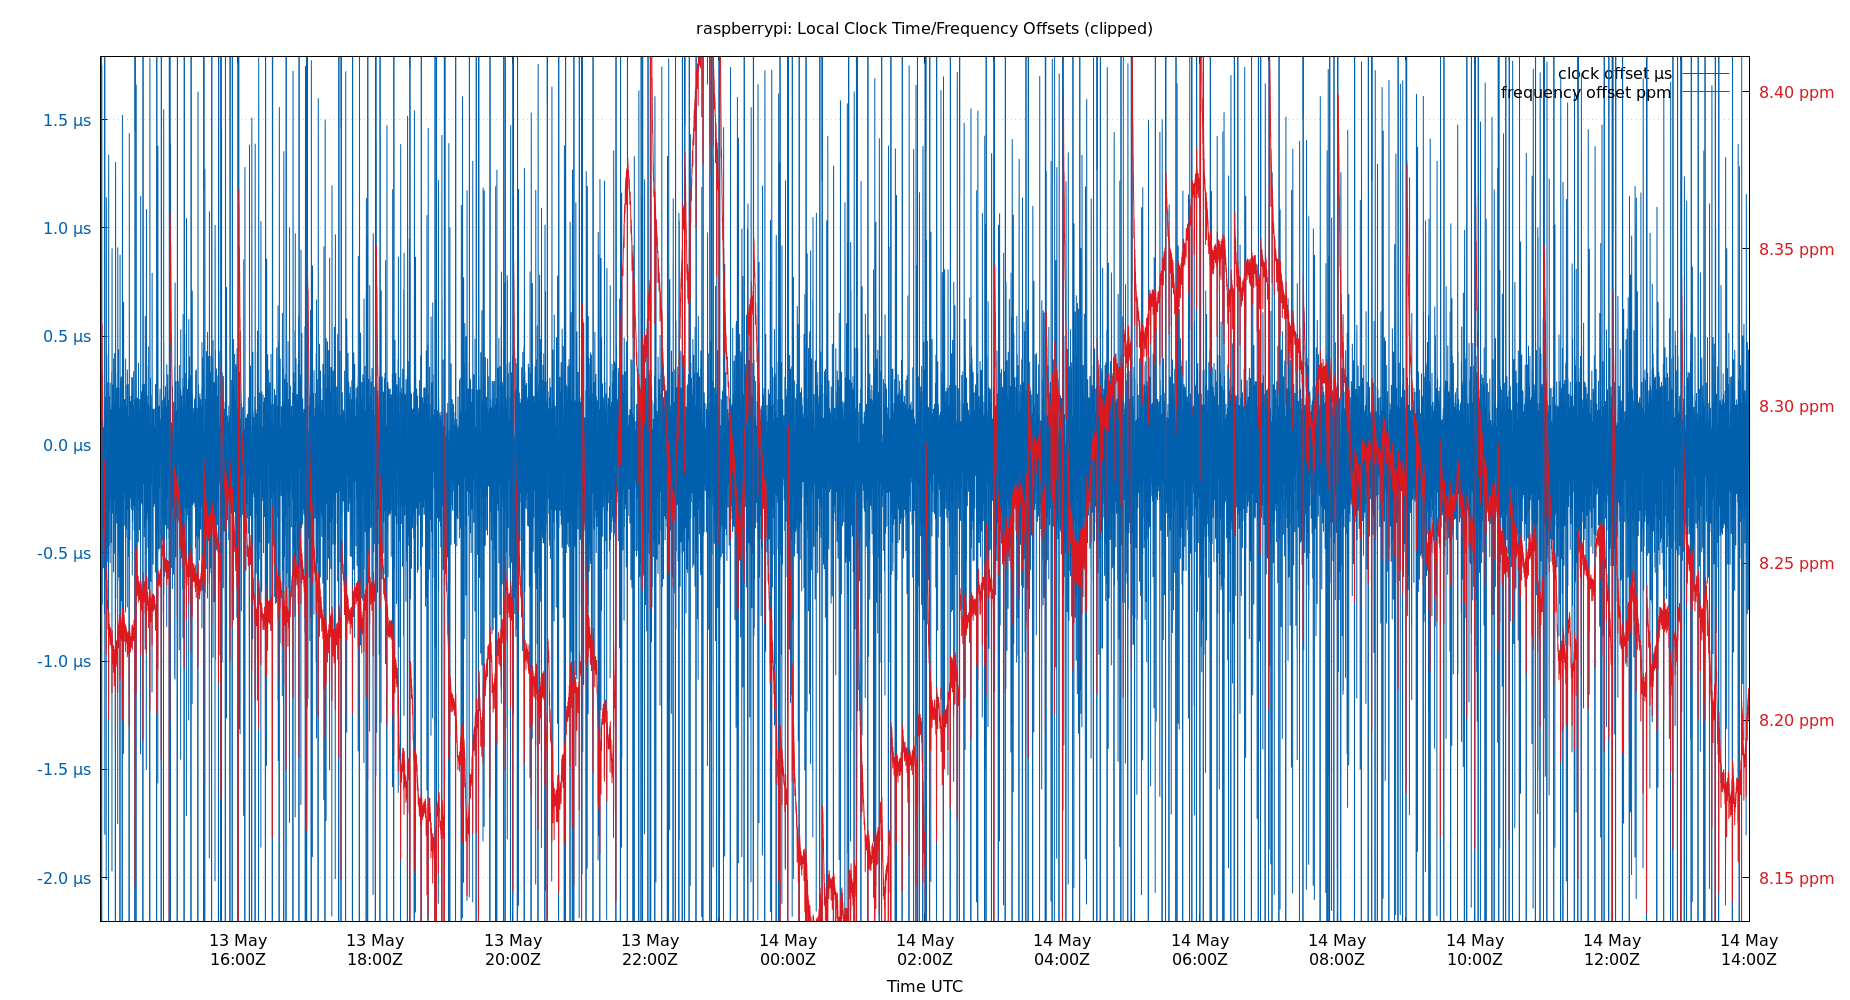 raspberrypi: Local Clock Time/Frequency Offsets (clipped)
clock offset µs
frequency offset ppm
1.5 µs
1.0 µs
0.5 µs
0.0 µs
-0.5 µs
-1.0 µs
-1.5 µs
-2.0 µs
8.40 ppm
8.35 ppm
8.30 ppm
8.25 ppm
8.20 ppm
8.15 ppm
13 May 13 May 13 May 13 May 14 May 14 May 14 May 14 May 14 May 14 May 14 May 14 May
16:00Z 18:00Z 20:00Z 22:00Z 00:00Z 02:00Z 04:00Z 06:00Z 08:00Z 10:00Z 12:00Z 14:00Z
Time UTC